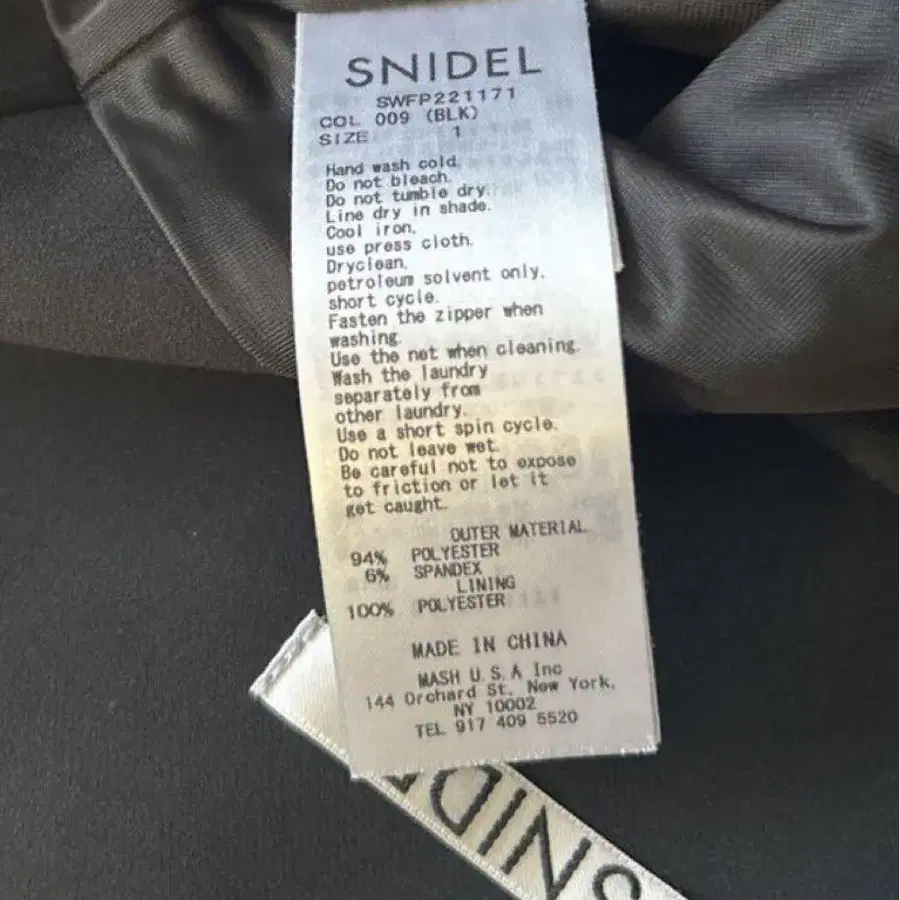 SNIDEL
SWFP221171
COL 009 (BLK)
SIZE 1
Hand wash cold.
Do not bleach.
Do not tumble dry.
Line dry in shade.
Cool iron.
use press cloth.
Dryclean,
petroleum solvent only,
short cycle.
Fasten the zipper when
washing.
Use the net when cleaning.
Wash the laundry
separately from
other laundry.
Use a short spin cycle.
Do not leave wet.
Be careful not to expose
to friction or let it
get caught.
OUTER MATERIAL
94% POLYESTER
6% SPANDEX
LINING
100% POLYESTER
MADE IN CHINA
MASH U.S.A Inc
144 Orchard St. New York,
NY 10002
TEL 917 409 5520
SNID